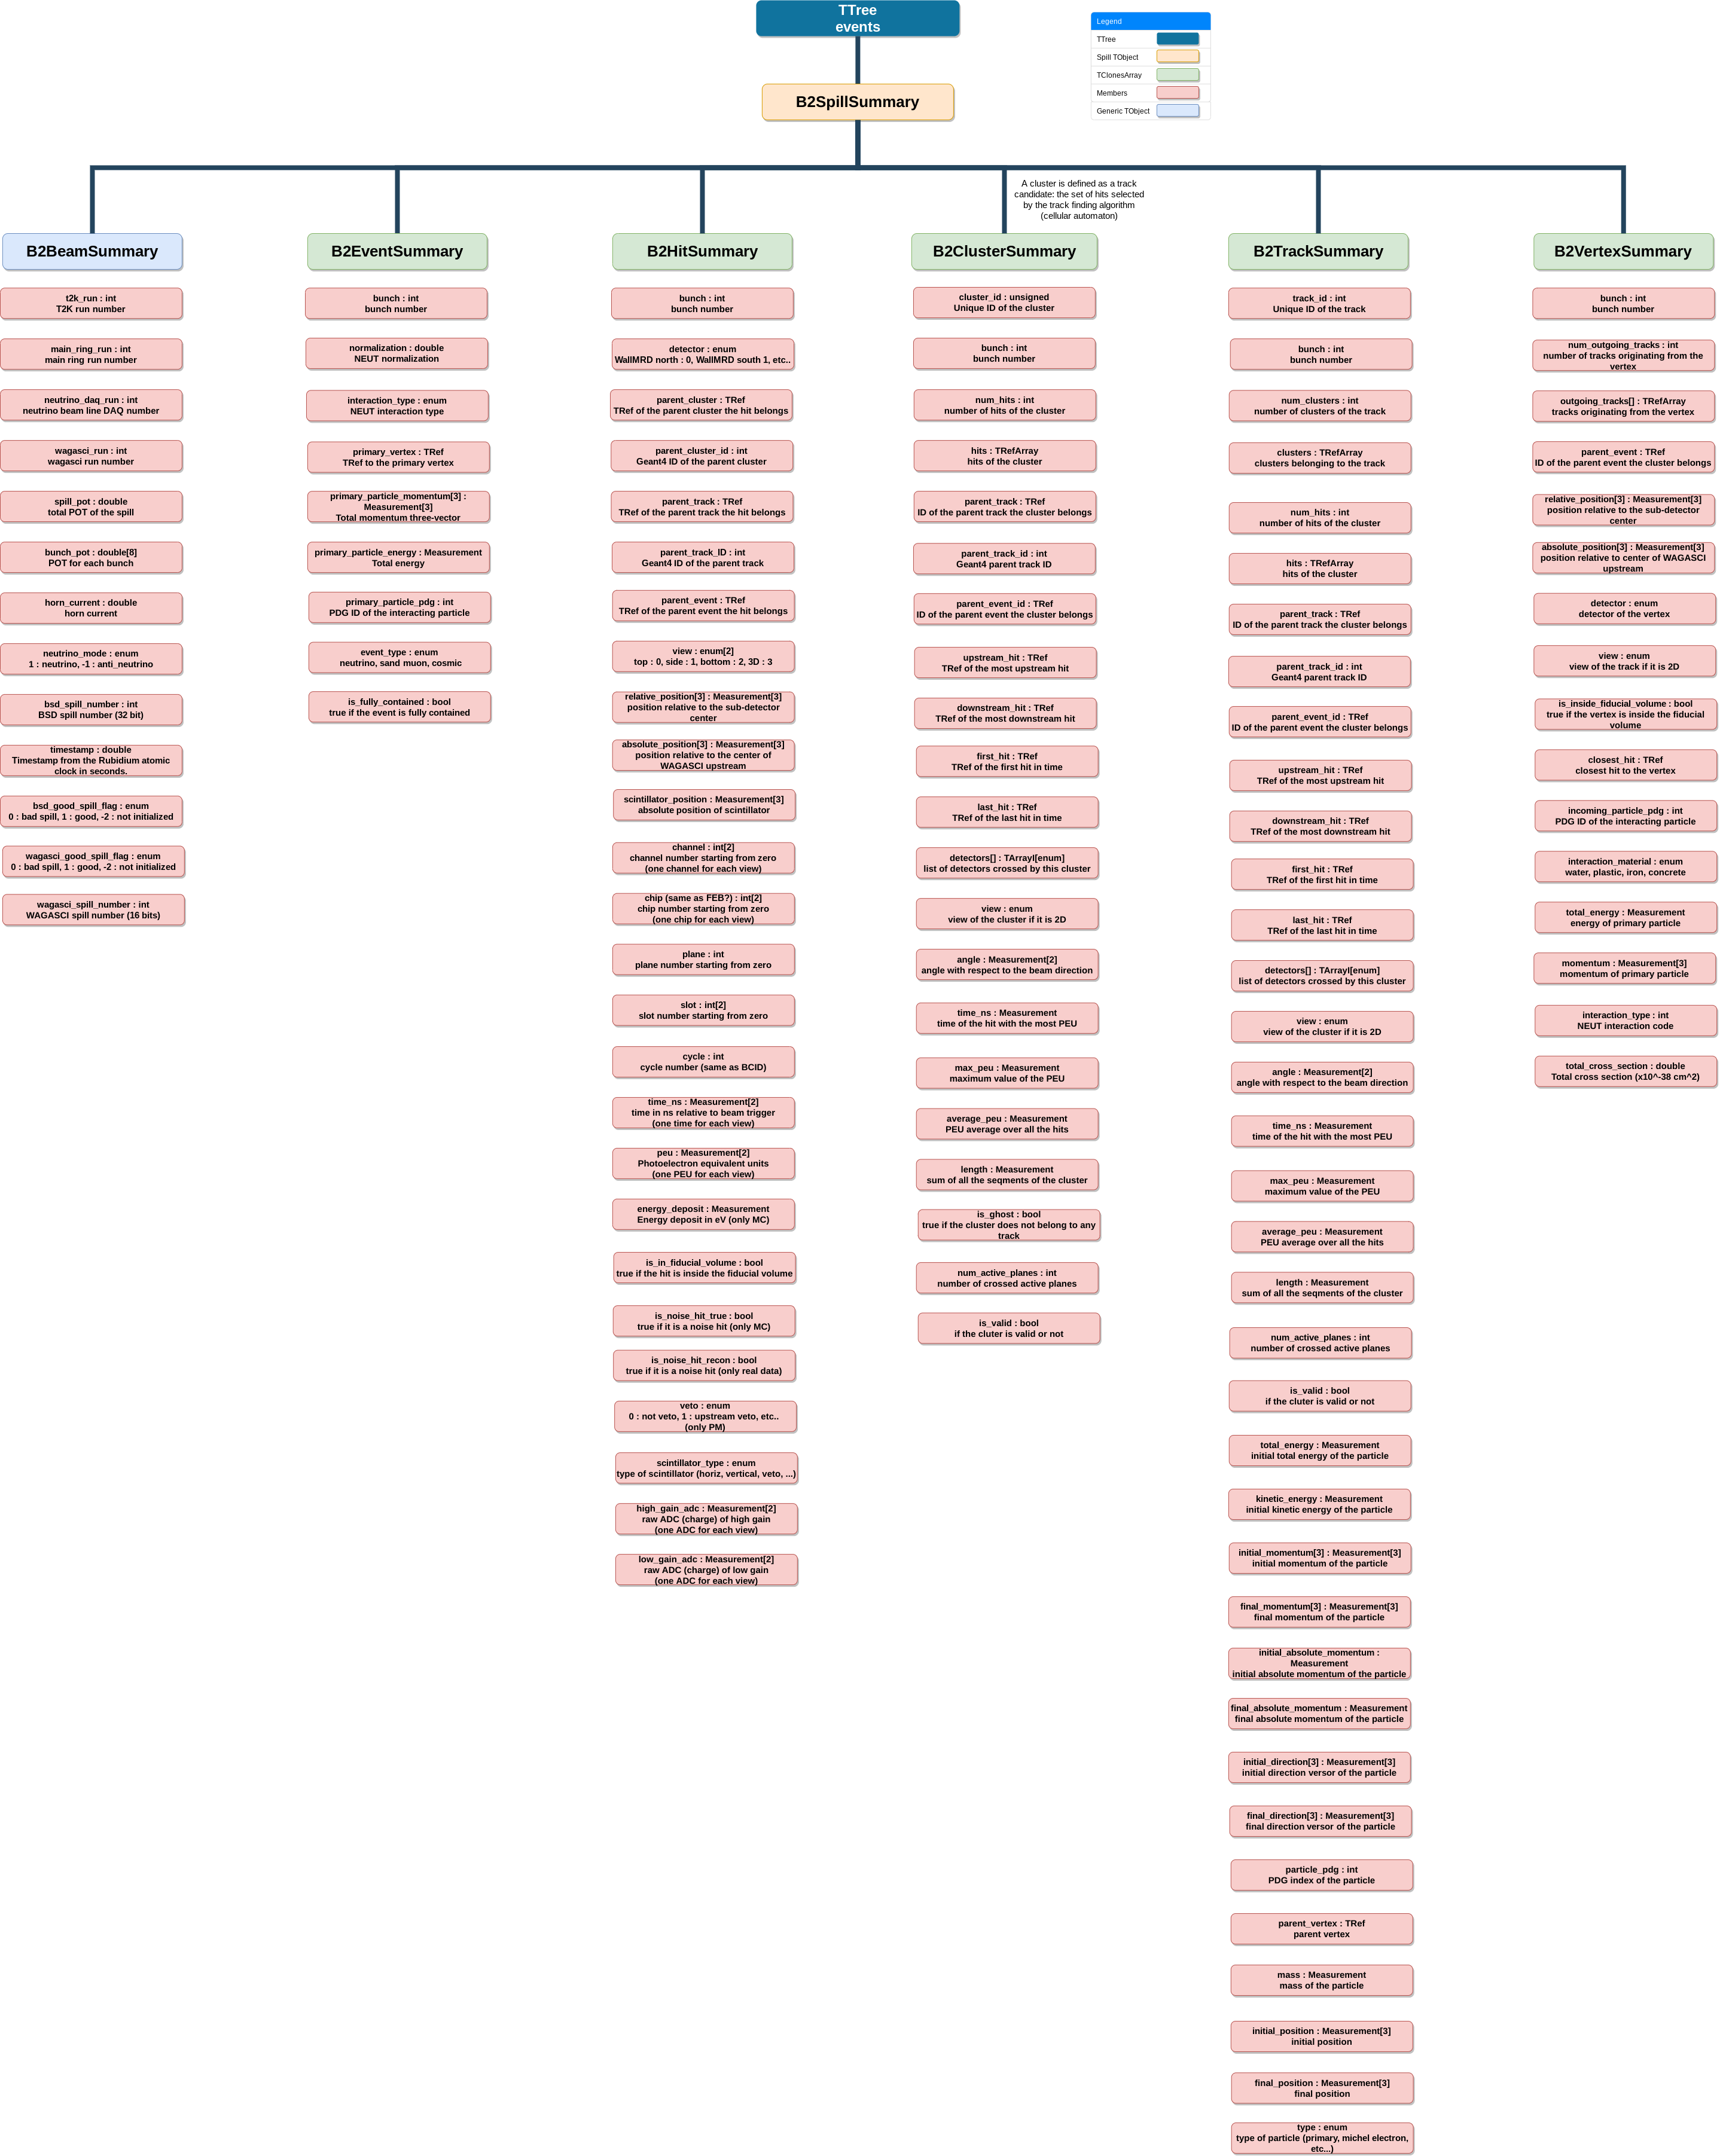 TTree
events
Legend
TTree
Spill TObject
TClonesArray
Members
Generic TObject
B2SpillSummary
A cluster is defined as a track
candidate: the set of hits selected
by the track finding algorithm
(cellular automaton)
B2BeamSummary
t2k_run : int
T2K run number
main_ring_run : int
main ring run number
neutrino_daq_run : int
neutrino beam line DAQ number
wagasci_run : int
wagasci run number
spill_pot : double
total POT of the spill
bunch_pot : double[8]
POT for each bunch
horn_current : double
horn current
neutrino_mode : enum
1 : neutrino, -1 : anti_neutrino
bsd_spill_number : int
BSD spill number (32 bit)
timestamp : double
Timestamp from the Rubidium atomic
clock in seconds.
bsd_good_spill_flag : enum
0 : bad spill, 1 : good, -2 : not initialized
wagasci_good_spill_flag : enum
0 : bad spill, 1 : good, -2 : not initialized
wagasci_spill_number : int
WAGASCI spill number (16 bits)
B2EventSummary
bunch : int
bunch number
normalization : double
NEUT normalization
interaction_type : enum
NEUT interaction type
primary_vertex : TRef
TRef to the primary vertex
primary_particle_momentum[3] :
Measurement[3]
Total momentum three-vector
primary_particle_energy : Measurement
Total energy
primary_particle_pdg : int
PDG ID of the interacting particle
event_type : enum
neutrino, sand muon, cosmic
is_fully_contained : bool
true if the event is fully contained
B2HitSummary
bunch : int
bunch number
detector : enum
WallMRD north : 0, WallMRD south 1, etc..
parent_cluster : TRef
TRef of the parent cluster the hit belongs
parent_cluster_id : int
Geant4 ID of the parent cluster
parent_track : TRef
TRef of the parent track the hit belongs
parent_track_ID : int
Geant4 ID of the parent track
parent_event : TRef
TRef of the parent event the hit belongs
view : enum[2]
top : 0, side : 1, bottom : 2, 3D : 3
relative_position[3] : Measurement[3]
position relative to the sub-detector
center
absolute_position[3] : Measurement[3]
position relative to the center of
WAGASCI upstream
scintillator_position : Measurement[3]
absolute position of scintillator
channel : int[2]
channel number starting from zero
(one channel for each view)
chip (same as FEB?) : int[2]
chip number starting from zero
(one chip for each view)
plane : int
plane number starting from zero
slot : int[2]
slot number starting from zero
cycle : int
cycle number (same as BCID)
time_ns : Measurement[2]
time in ns relative to beam trigger
(one time for each view)
peu : Measurement[2]
Photoelectron equivalent units
(one PEU for each view)
energy_deposit : Measurement
Energy deposit in eV (only MC)
is_in_fiducial_volume : bool
true if the hit is inside the fiducial volume
is_noise_hit_true : bool
true if it is a noise hit (only MC)
is_noise_hit_recon : bool
true if it is a noise hit (only real data)
veto : enum
0 : not veto, 1 : upstream veto, etc..
(only PM)
scintillator_type : enum
type of scintillator (horiz, vertical, veto, ...)
high_gain_adc : Measurement[2]
raw ADC (charge) of high gain
(one ADC for each view)
low_gain_adc : Measurement[2]
raw ADC (charge) of low gain
(one ADC for each view)
B2ClusterSummary
cluster_id : unsigned
Unique ID of the cluster
bunch : int
bunch number
num_hits : int
number of hits of the cluster
hits : TRefArray
hits of the cluster
parent_track : TRef
ID of the parent track the cluster belongs
parent_track_id : int
Geant4 parent track ID
parent_event_id : TRef
ID of the parent event the cluster belongs
upstream_hit : TRef
TRef of the most upstream hit
downstream_hit : TRef
TRef of the most downstream hit
first_hit : TRef
TRef of the first hit in time
last_hit : TRef
TRef of the last hit in time
detectors[] : TArrayI[enum]
list of detectors crossed by this cluster
view : enum
view of the cluster if it is 2D
angle : Measurement[2]
angle with respect to the beam direction
time_ns : Measurement
time of the hit with the most PEU
max_peu : Measurement
maximum value of the PEU
average_peu : Measurement
PEU average over all the hits
length : Measurement
sum of all the seqments of the cluster
is_ghost : bool
true if the cluster does not belong to any
track
num_active_planes : int
number of crossed active planes
is_valid : bool
if the cluter is valid or not
B2TrackSummary
track_id : int
Unique ID of the track
bunch : int
bunch number
num_clusters : int
number of clusters of the track
clusters : TRefArray
clusters belonging to the track
num_hits : int
number of hits of the cluster
hits : TRefArray
hits of the cluster
parent_track : TRef
ID of the parent track the cluster belongs
parent_track_id : int
Geant4 parent track ID
parent_event_id : TRef
ID of the parent event the cluster belongs
upstream_hit : TRef
TRef of the most upstream hit
downstream_hit : TRef
TRef of the most downstream hit
first_hit : TRef
TRef of the first hit in time
last_hit : TRef
TRef of the last hit in time
detectors[] : TArrayI[enum]
list of detectors crossed by this cluster
view : enum
view of the cluster if it is 2D
angle : Measurement[2]
angle with respect to the beam direction
time_ns : Measurement
time of the hit with the most PEU
max_peu : Measurement
maximum value of the PEU
average_peu : Measurement
PEU average over all the hits
length : Measurement
sum of all the seqments of the cluster
num_active_planes : int
number of crossed active planes
is_valid : bool
if the cluter is valid or not
total_energy : Measurement
initial total energy of the particle
kinetic_energy : Measurement
initial kinetic energy of the particle
initial_momentum[3] : Measurement[3]
initial momentum of the particle
final_momentum[3] : Measurement[3]
final momentum of the particle
initial_absolute_momentum :
Measurement
initial absolute momentum of the particle
final_absolute_momentum : Measurement
final absolute momentum of the particle
initial_direction[3] : Measurement[3]
initial direction versor of the particle
final_direction[3] : Measurement[3]
final direction versor of the particle
particle_pdg : int
PDG index of the particle
parent_vertex : TRef
parent vertex
mass : Measurement
mass of the particle
initial_position : Measurement[3]
initial position
final_position : Measurement[3]
final position
type : enum
type of particle (primary, michel electron,
etc...)
B2VertexSummary
bunch : int
bunch number
num_outgoing_tracks : int
number of tracks originating from the
vertex
outgoing_tracks[] : TRefArray
tracks originating from the vertex
parent_event : TRef
ID of the parent event the cluster belongs
relative_position[3] : Measurement[3]
position relative to the sub-detector
center
absolute_position[3] : Measurement[3]
position relative to center of WAGASCI
upstream
detector : enum
detector of the vertex
view : enum
view of the track if it is 2D
is_inside_fiducial_volume : bool
true if the vertex is inside the fiducial
volume
closest_hit : TRef
closest hit to the vertex
incoming_particle_pdg : int
PDG ID of the interacting particle
interaction_material : enum
water, plastic, iron, concrete
total_energy : Measurement
energy of primary particle
momentum : Measurement[3]
momentum of primary particle
interaction_type : int
NEUT interaction code
total_cross_section : double
Total cross section (x10^-38 cm^2)